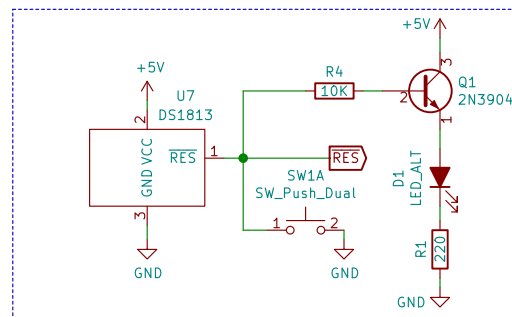 +5V
3
Q1
2N3904
2
1
R4
10K
+5V
U7
DS1813
2
VCC
RES
1
GND
3
GND
RES
SW1A
SW_Push_Dual
1
2
GND
D1
LED_ALT
R1
220
GND